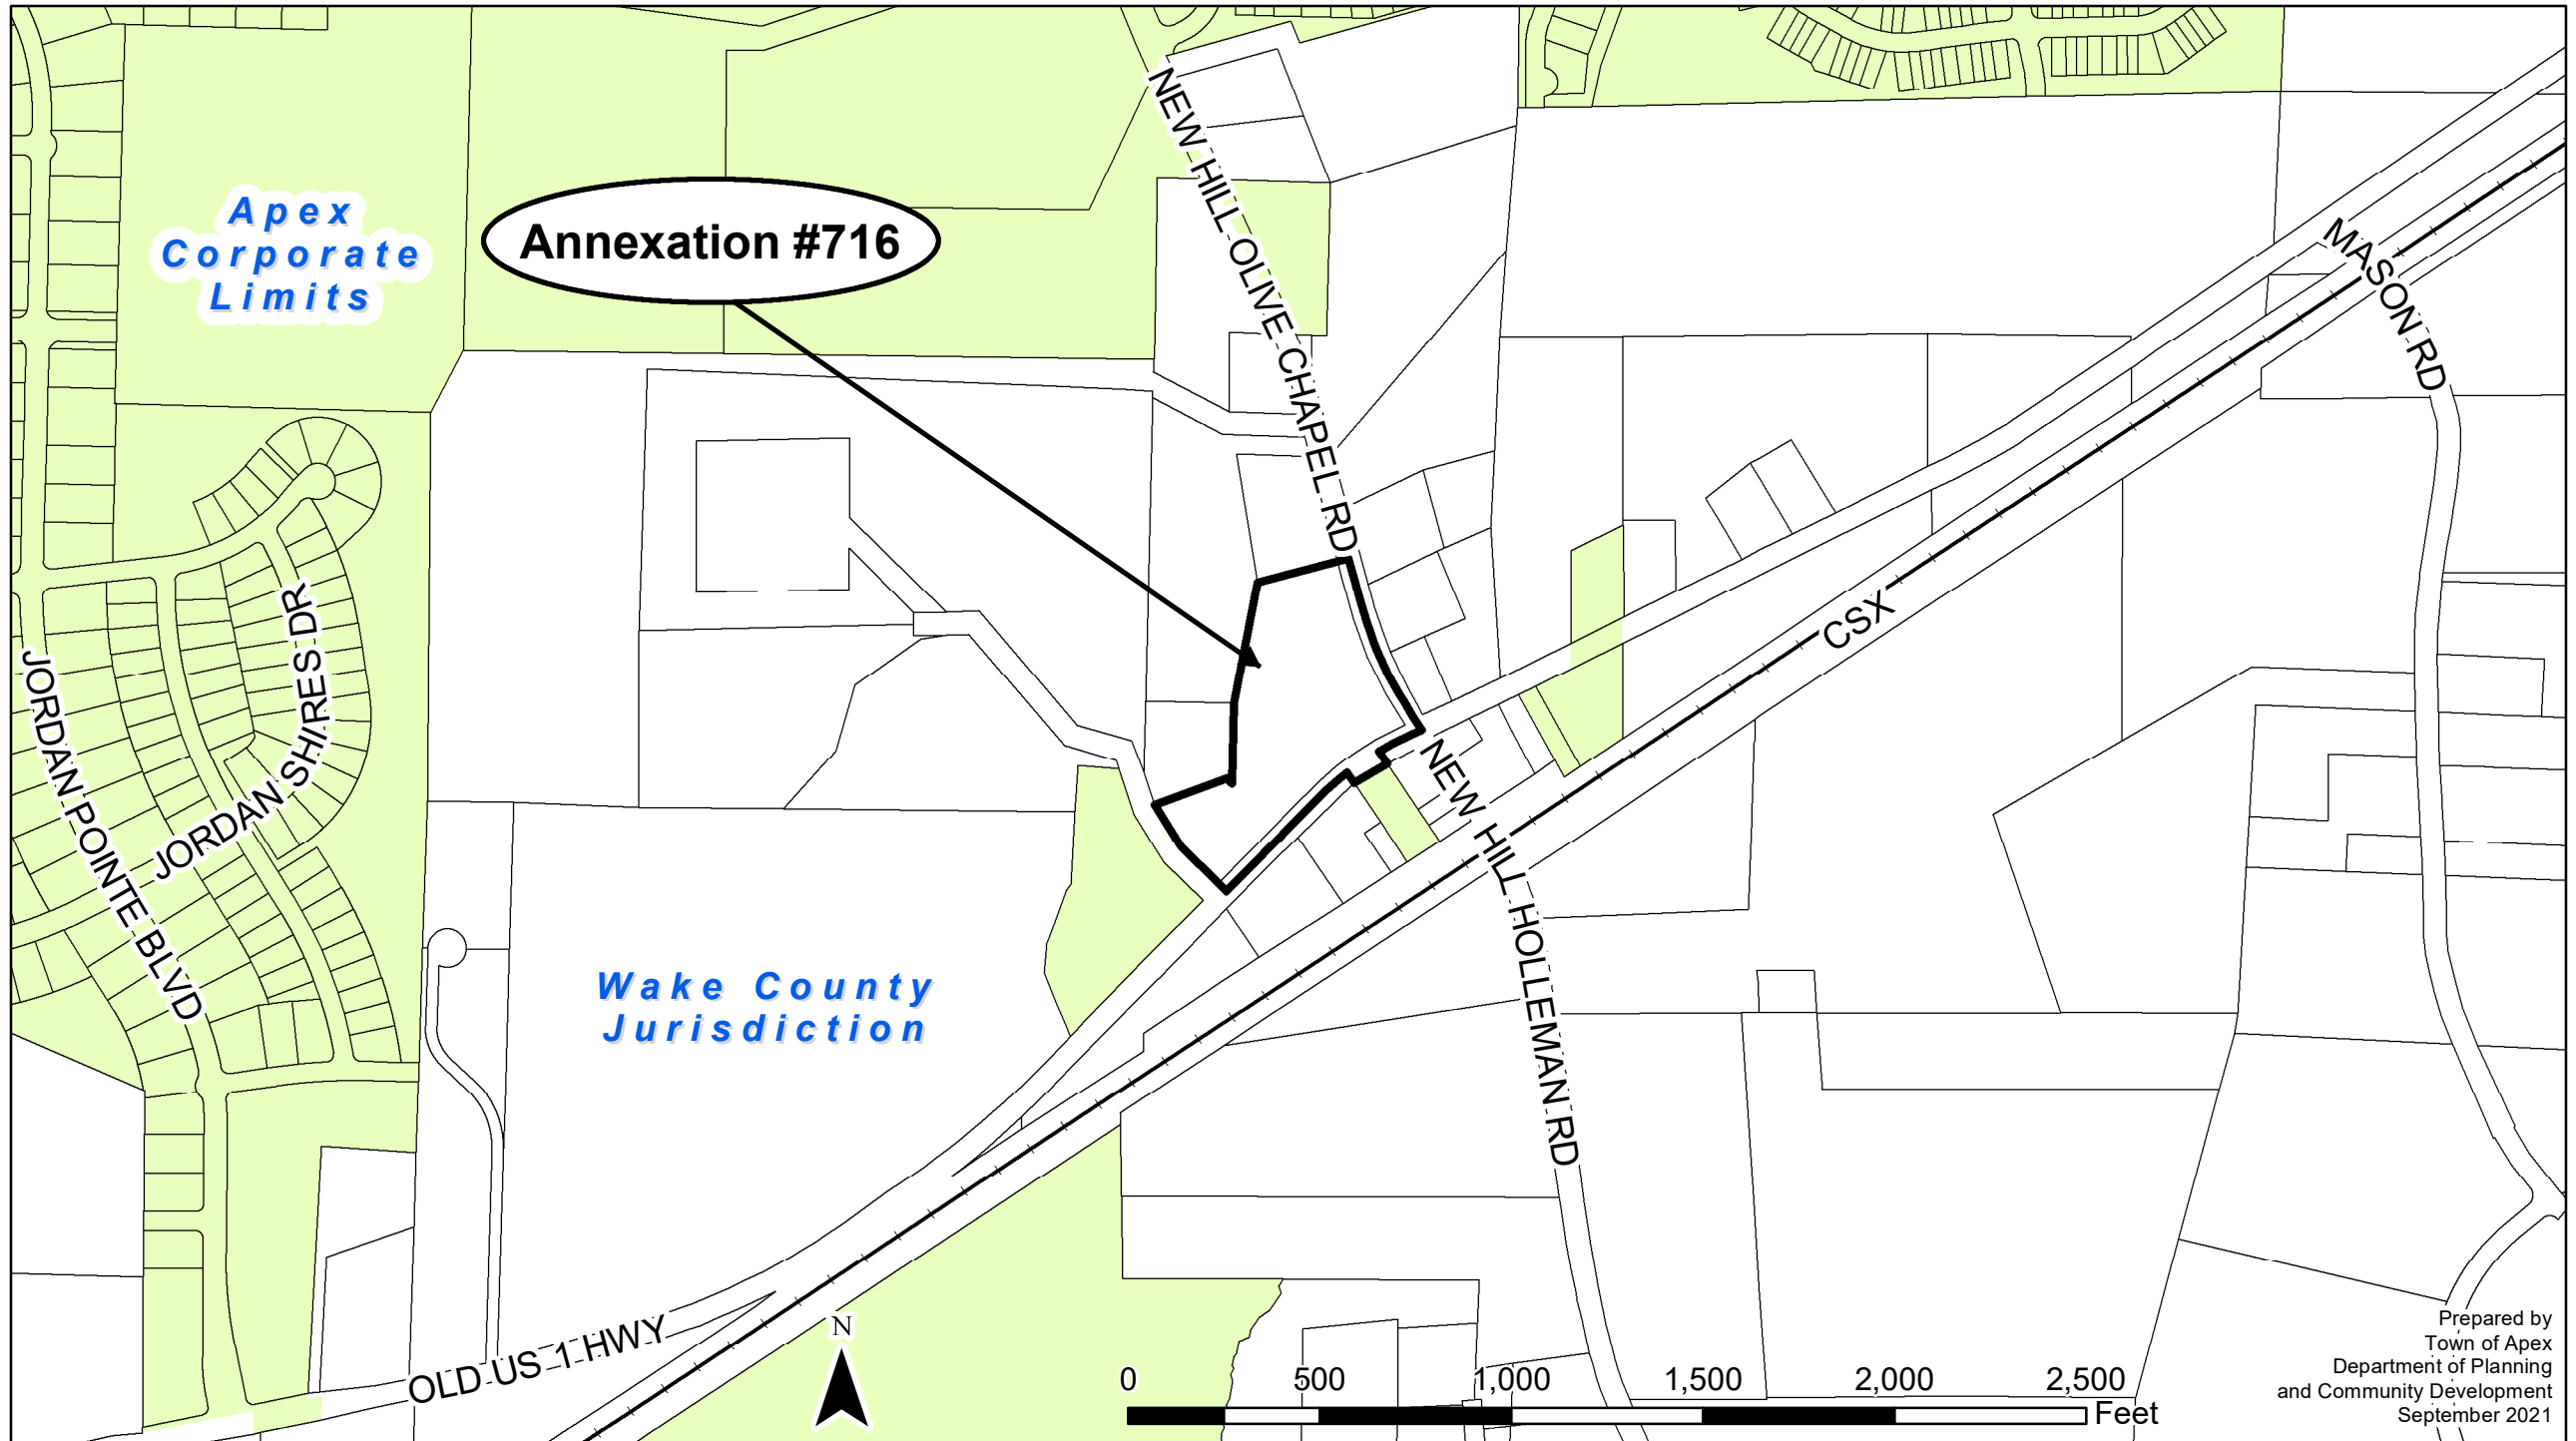 NEW HILL OLIVE CHAPEL RD
Apex
Corporate
Limits
Annexation #716
MASON RD
CSX
JORDAN SHIRES DR
JORDAN POINTE BLVD
NEW HILL HOLLEMAN RD
Wake County
Jurisdiction
OLD US 1 HWY
N
0 500 1,000 1,500 2,000 2,500
Feet
Prepared by
Town of Apex
Department of Planning
and Community Development
September 2021